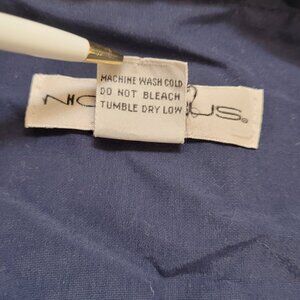 MACHINE WASH COLD
DO NOT BLEACH
TUMBLE DRY LOW